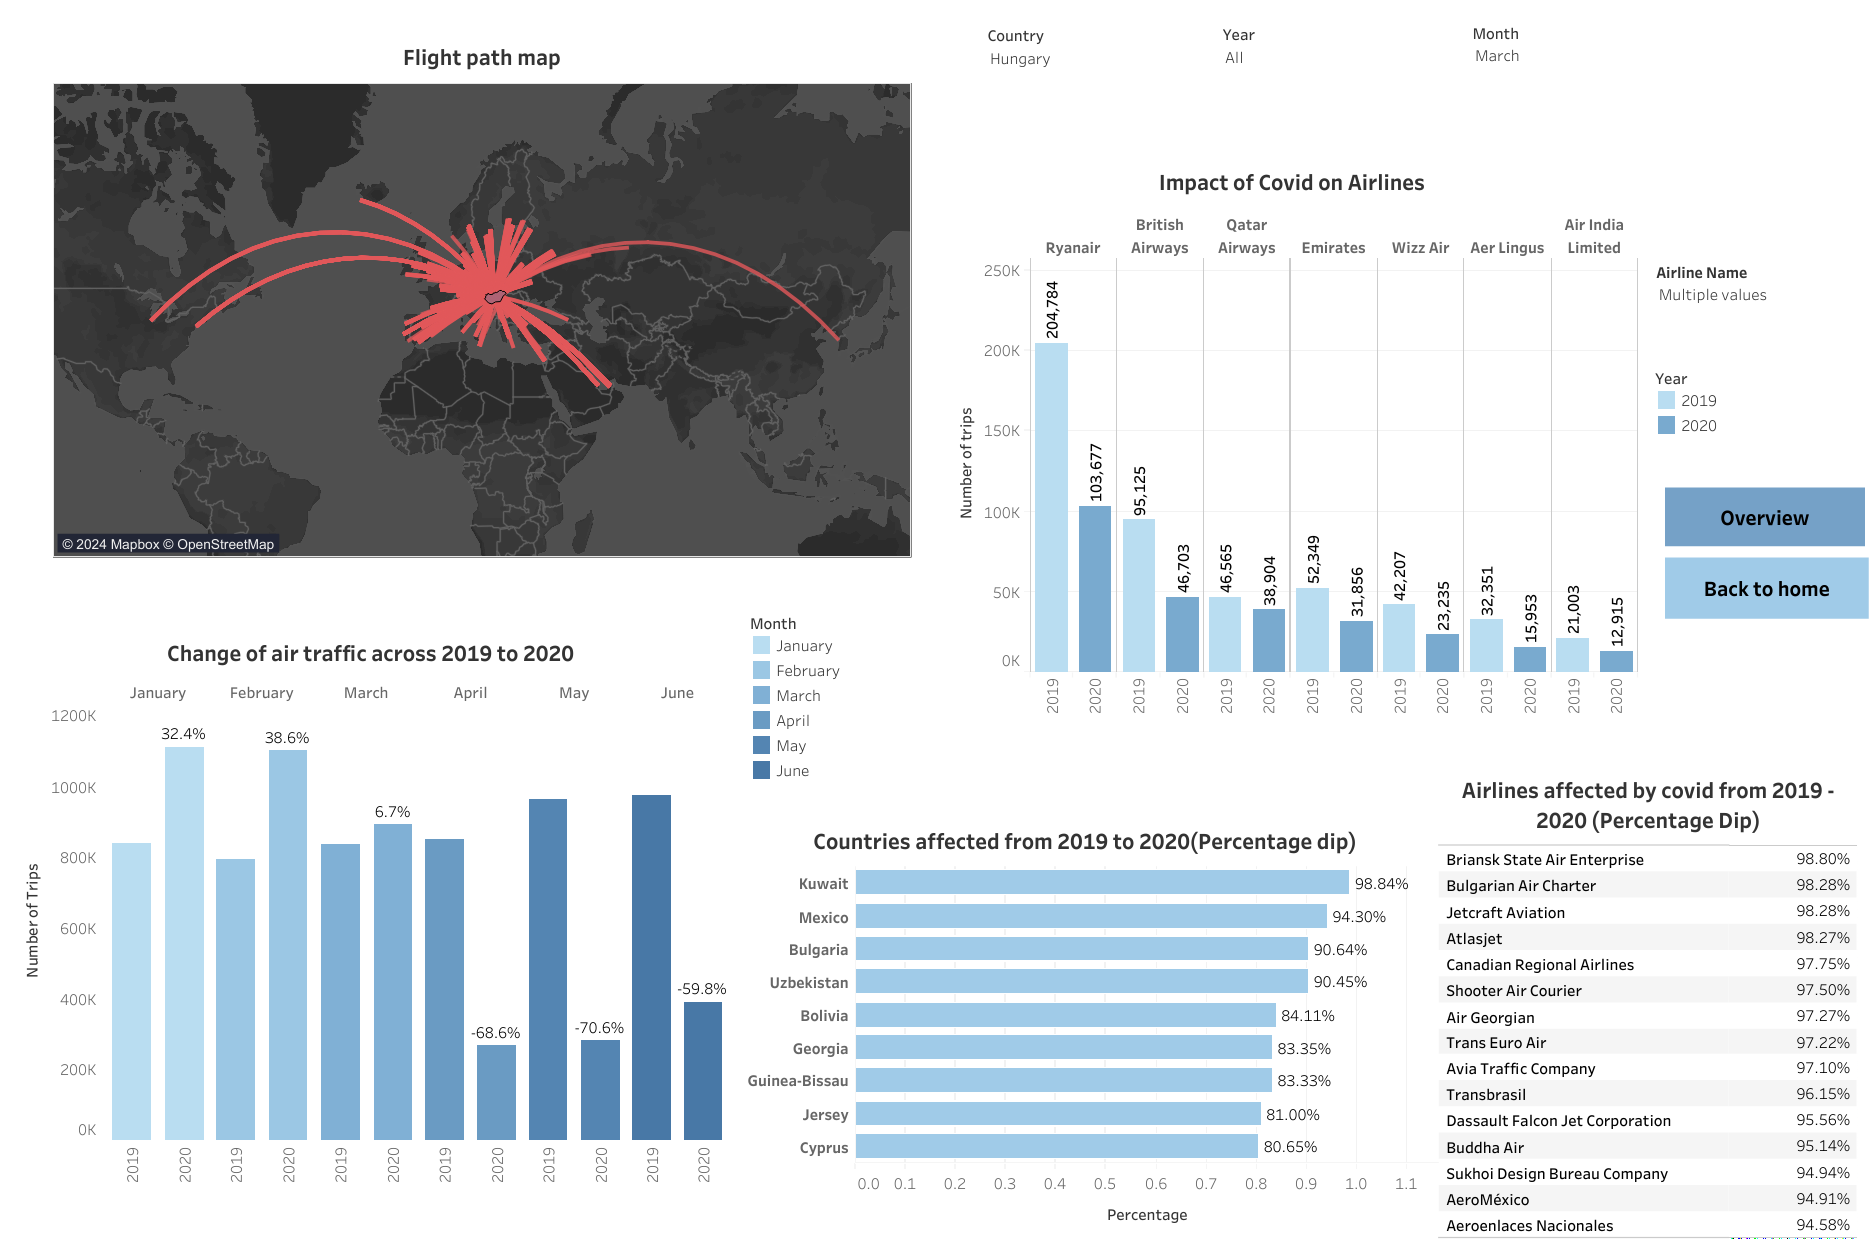 Country
Hungary
Year
All
Month
March
Flight path map
© 2024 Mapbox © OpenStreetMap
Impact of Covid on Airlines
Ryanair
British
Airways
Qatar
Airways
Emirates
Wizz Air
Aer Lingus
Air India
Limited
250K
200K
150K
100K
50K
0K
Number of trips
204,784
103,677
95,125
46,703
46,565
38,904
52,349
31,856
42,207
23,235
32,351
15,953
21,003
12,915
2019
2020
2019
2020
2019
2020
2019
2020
2019
2020
2019
2020
2019
2020
Airline Name
Multiple values
Year
2019
2020
Overview
Back to home
Change of air traffic across 2019 to 2020
January
February
March
April
May
June
1200K
1000K
800K
600K
400K
200K
0K
Number of Trips
32.4%
38.6%
6.7%
-68.6%
-70.6%
-59.8%
2019
2020
2019
2020
2019
2020
2019
2020
2019
2020
2019
2020
Month
January
February
March
April
May
June
Countries affected from 2019 to 2020(Percentage dip)
Kuwait 98.84%
Mexico 94.30%
Bulgaria 90.64%
Uzbekistan 90.45%
Bolivia 84.11%
Georgia 83.35%
Guinea-Bissau 83.33%
Jersey 81.00%
Cyprus 80.65%
0.0 0.1 0.2 0.3 0.4 0.5 0.6 0.7 0.8 0.9 1.0 1.1
Percentage
Airlines affected by covid from 2019 -
2020 (Percentage Dip)
Briansk State Air Enterprise 98.80%
Bulgarian Air Charter 98.28%
Jetcraft Aviation 98.28%
Atlasjet 98.27%
Canadian Regional Airlines 97.75%
Shooter Air Courier 97.50%
Air Georgian 97.27%
Trans Euro Air 97.22%
Avia Traffic Company 97.10%
Transbrasil 96.15%
Dassault Falcon Jet Corporation 95.56%
Buddha Air 95.14%
Sukhoi Design Bureau Company 94.94%
AeroMéxico 94.91%
Aeroenlaces Nacionales 94.58%